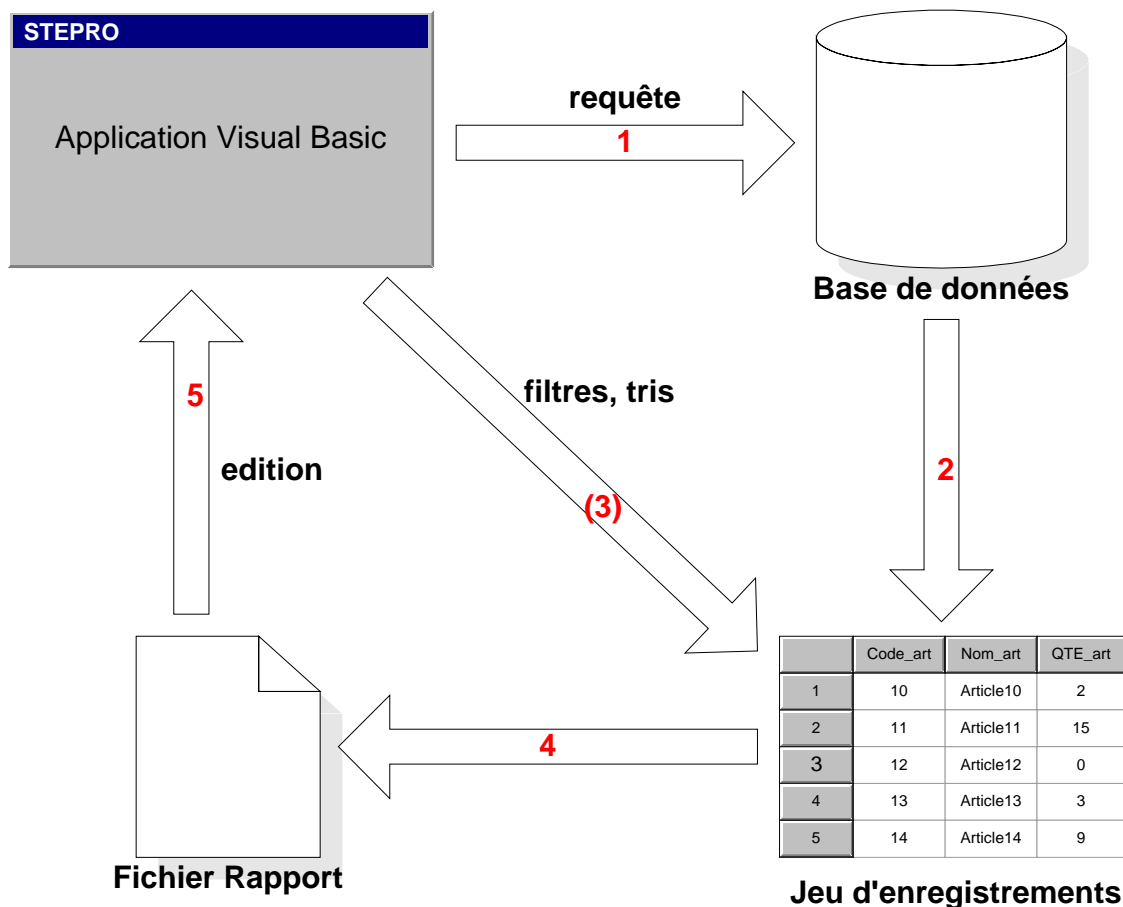 STEPRO
Application Visual Basic
requête
1
Base de données
filtres, tris
5
edition
2
(3)
Code_art Nom_art QTE_art
1 10 Article10 2
2 11 Article11 15
3 12 Article12 0
4 13 Article13 3
5 14 Article14 9
4
Fichier Rapport
Jeu d'enregistrements